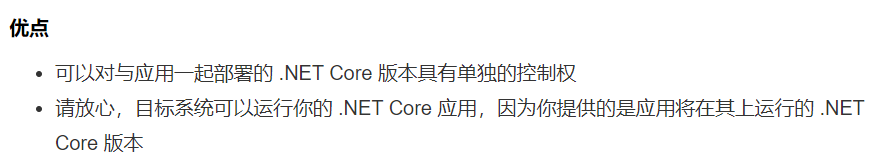 优点
可以对与应用一起部署的 .NET Core 版本具有单独的控制权
请放心，目标系统可以运行你的 .NET Core 应用，因为你提供的是应用将在其上运行的 .NET
Core 版本